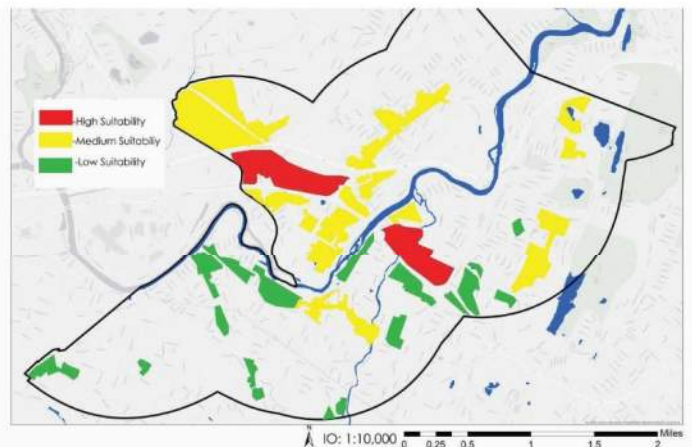 -High Suitability
-Medium Suitabiliy
-Low Suitability
N
IO: 1:10,000
Miles
0 0.25 0.5 1 1.5 2